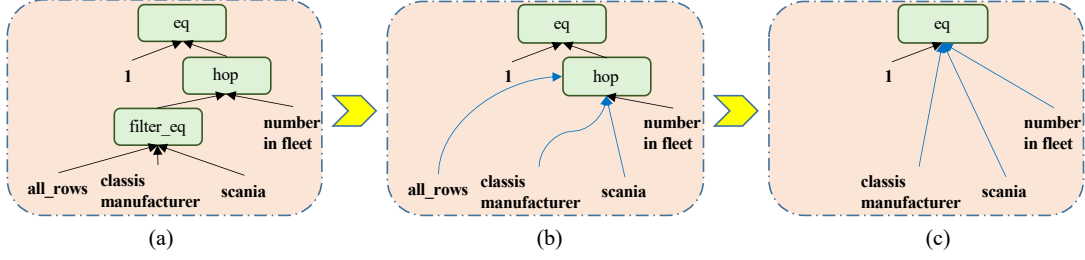 eq
1
hop
filter_eq
number
in fleet
all_rows
classis
manufacturer
scania
(a)
eq
1
hop
number
in fleet
all_rows
classis
manufacturer
scania
(b)
eq
1
number
in fleet
classis
manufacturer
scania
(c)